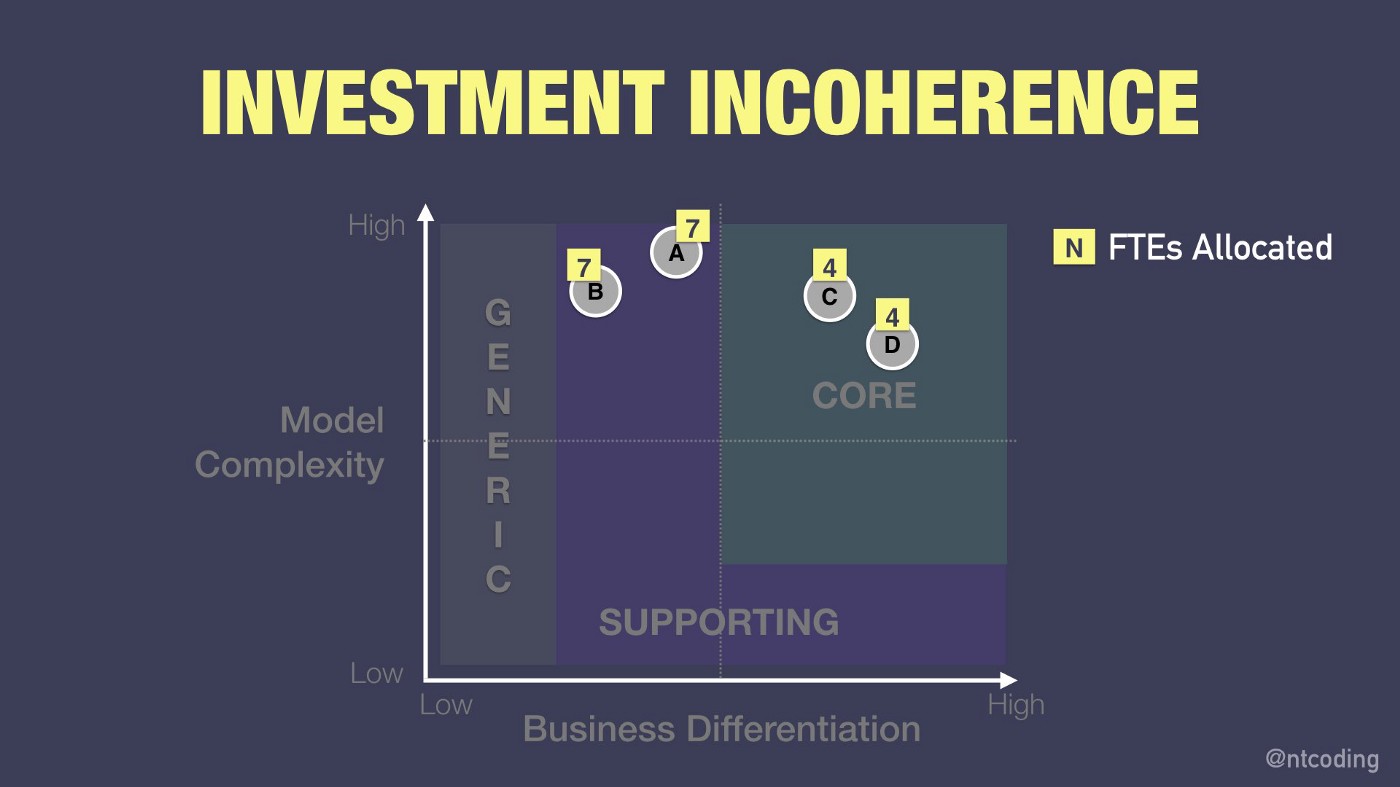 INVESTMENT INCOHERENCE
High
7
A
7
B
4
C
4
D
N FTEs Allocated
G
E
N
E
R
I
C
CORE
Model
Complexity
SUPPORTING
Low
Low
High
Business Differentiation
@ntcoding